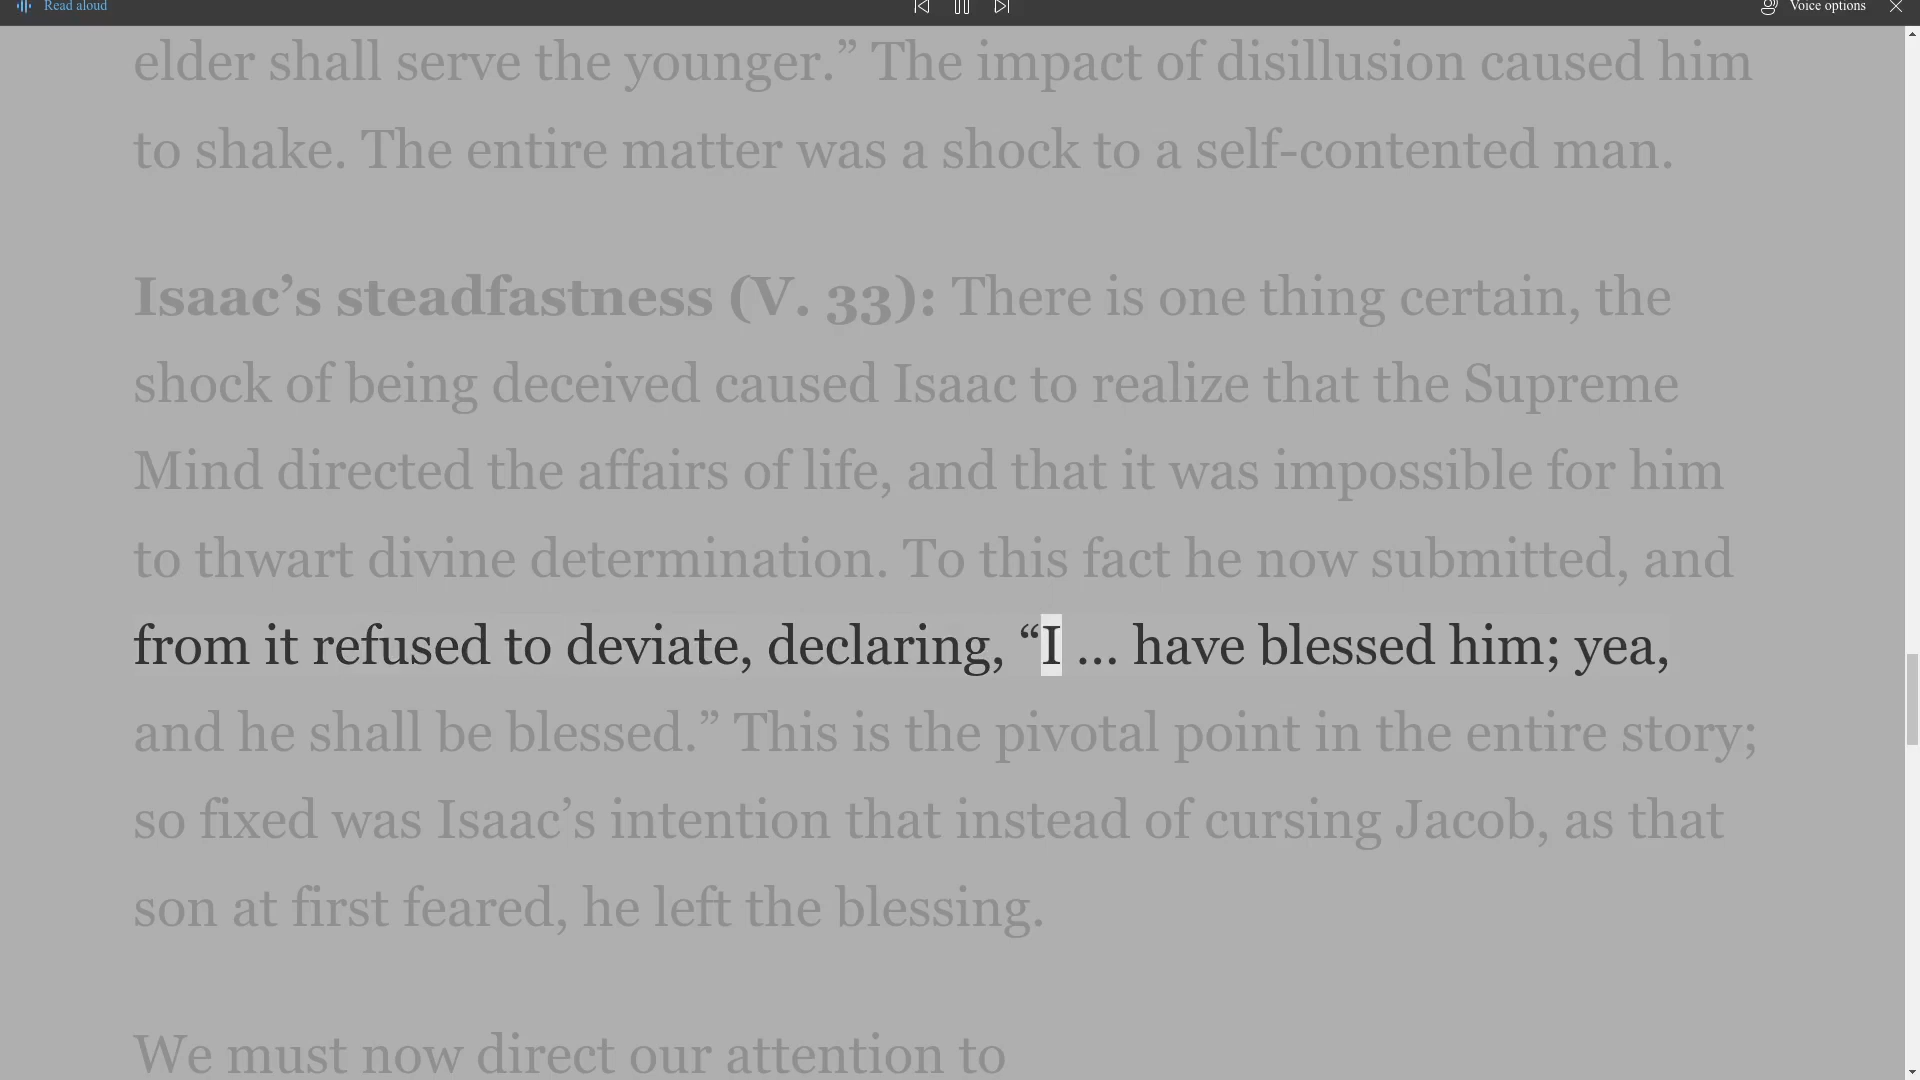 Read aloud
Voice options
elder shall serve the younger.” The impact of disillusion caused him
to shake. The entire matter was a shock to a self-contented man.
Isaac’s steadfastness (V. 33): There is one thing certain, the
shock of being deceived caused Isaac to realize that the Supreme
Mind directed the affairs of life, and that it was impossible for him
to thwart divine determination. To this fact he now submitted, and
from it refused to deviate, declaring, “I ... have blessed him; yea,
and he shall be blessed.” This is the pivotal point in the entire story;
so fixed was Isaac’s intention that instead of cursing Jacob, as that
son at first feared, he left the blessing.
We must now direct our attention to